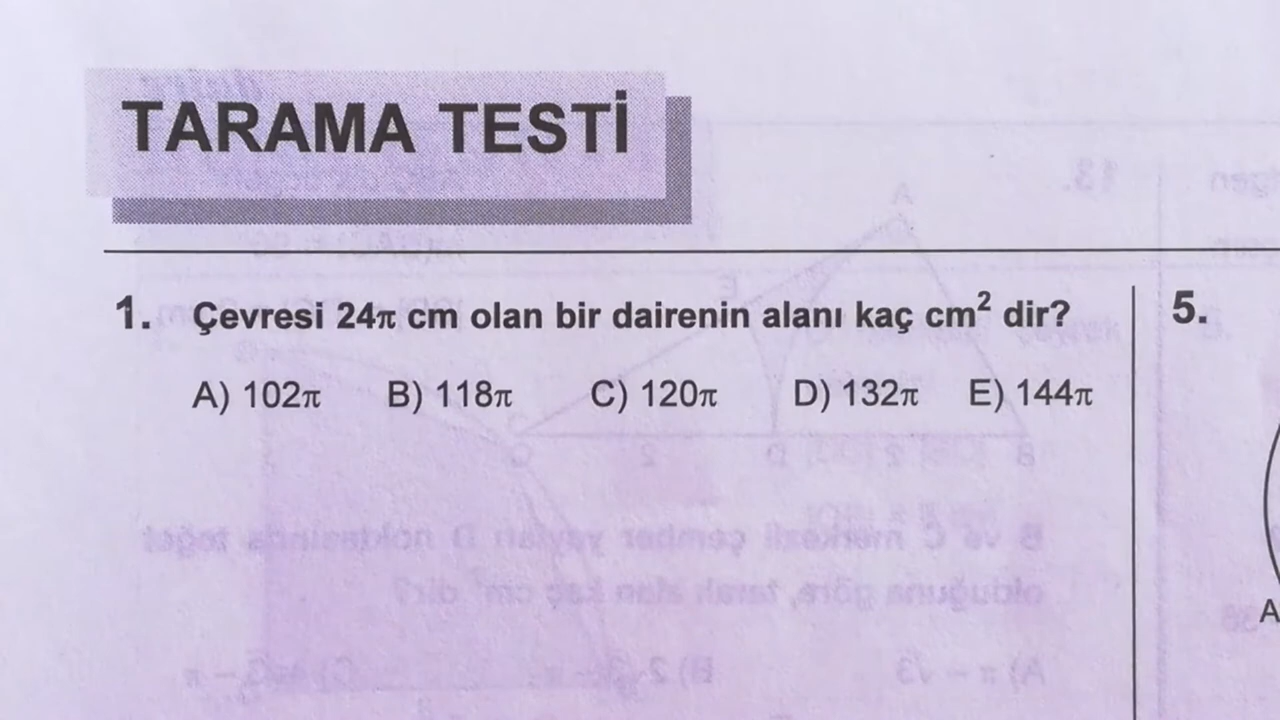 TARAMA TESTİ
1. Çevresi 24π cm olan bir dairenin alanı kaç cm² dir?
A) 102π B) 118π C) 120π D) 132π E) 144π
5.
A